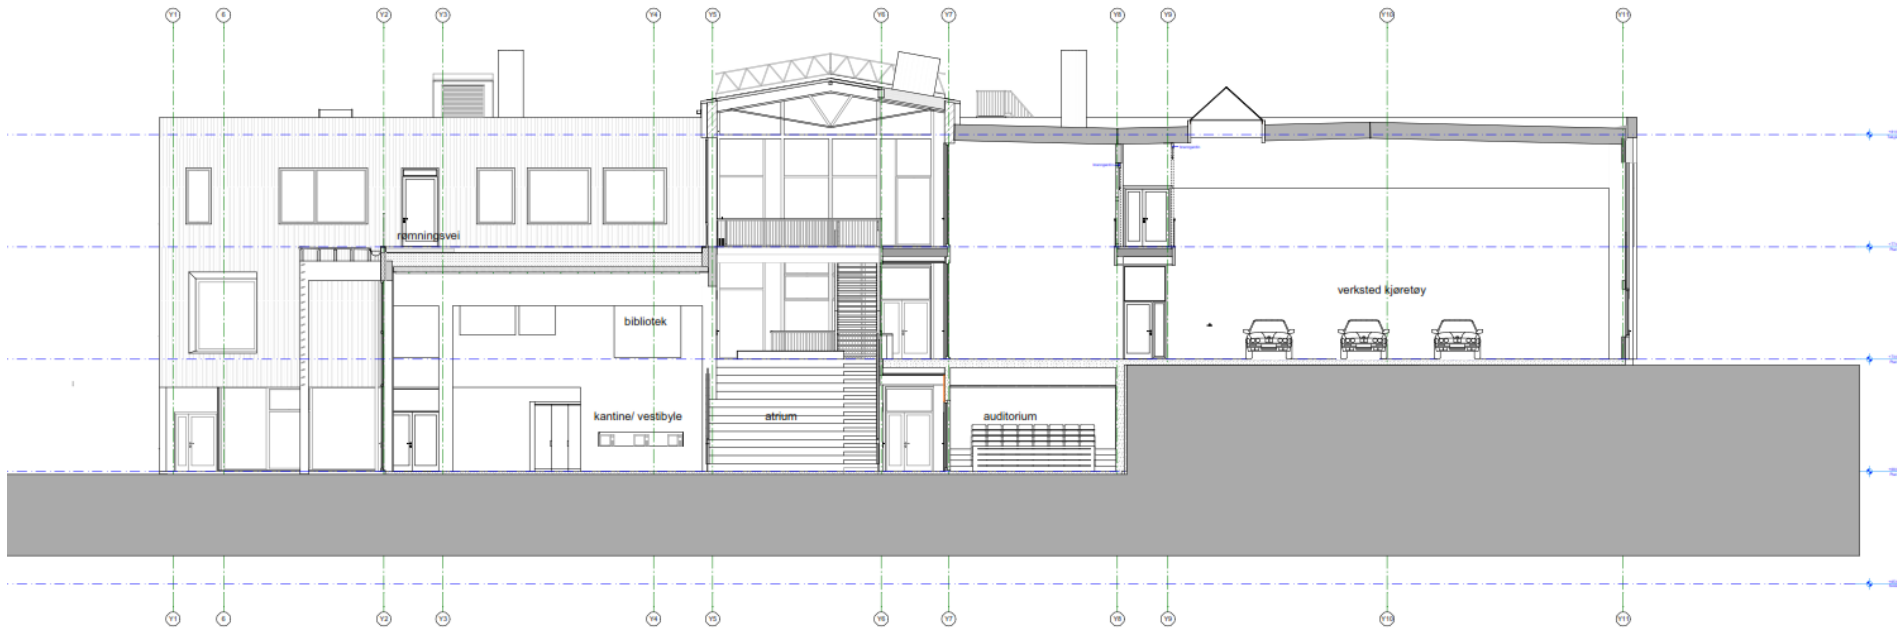 Y1 6 Y2 Y3 Y4 Y5 Y6 Y7 Y8 Y9 Y10 Y11
rømningsvei
verksted kjøretøy
bibliotek
kantine/ vestibyle
atrium
auditorium
Y1 6 Y2 Y3 Y4 Y5 Y6 Y7 Y8 Y9 Y10 Y11